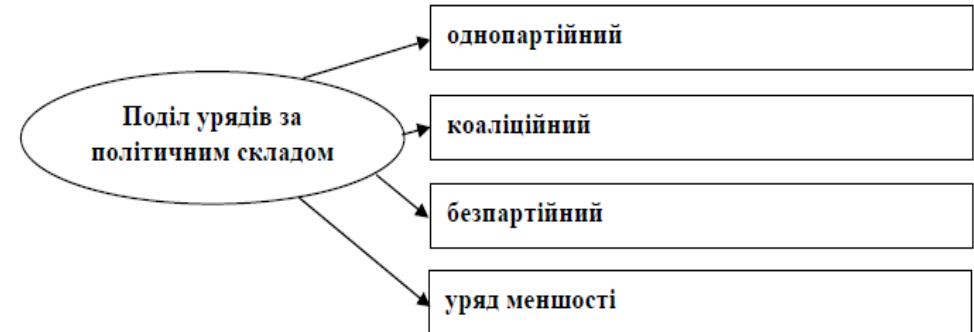 однопартійний
Поділ урядів за
політичним складом
коаліційний
безпартійний
уряд меншості